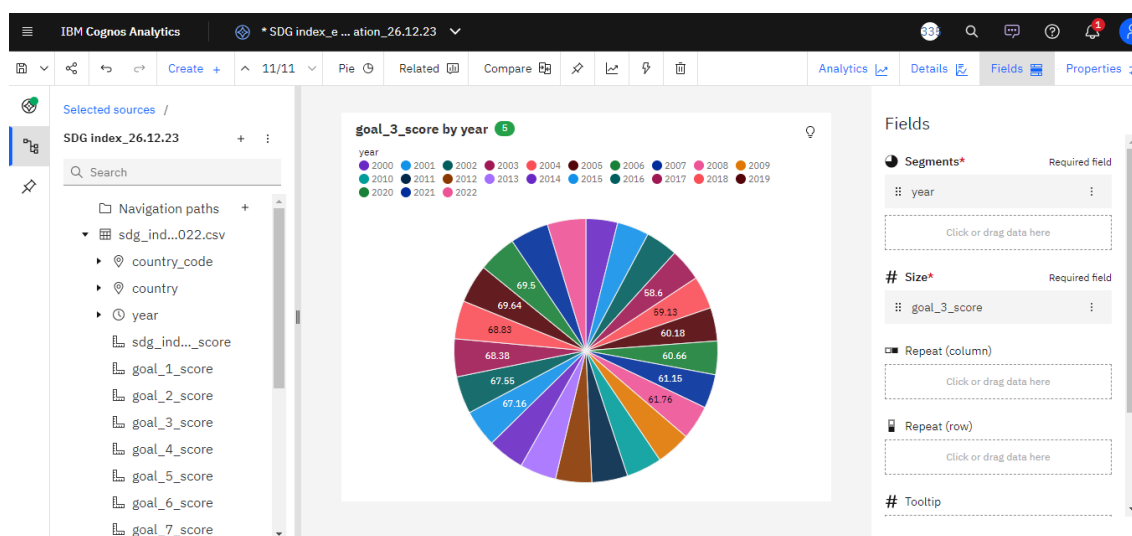 IBM Cognos Analytics
* SDG index_e ... ation_26.12.23
1
Create +
11/11
Pie
Related
Compare
Analytics
Details
Fields
Properties
Selected sources /
SDG index_26.12.23
Search
Navigation paths +
sdg_ind...022.csv
country_code
country
year
sdg_ind..._score
goal_1_score
goal_2_score
goal_3_score
goal_4_score
goal_5_score
goal_6_score
goal_7_score
goal_3_score by year 5
year
2000 2001 2002 2003 2004 2005 2006 2007 2008 2009
2010 2011 2012 2013 2014 2015 2016 2017 2018 2019
2020 2021 2022
69.5
58.6
69.64
59.13
68.83
60.18
68.38
60.66
67.55
61.15
67.16
61.76
Fields
Segments* Required field
year
Click or drag data here
# Size* Required field
goal_3_score
Repeat (column)
Click or drag data here
Repeat (row)
Click or drag data here
# Tooltip